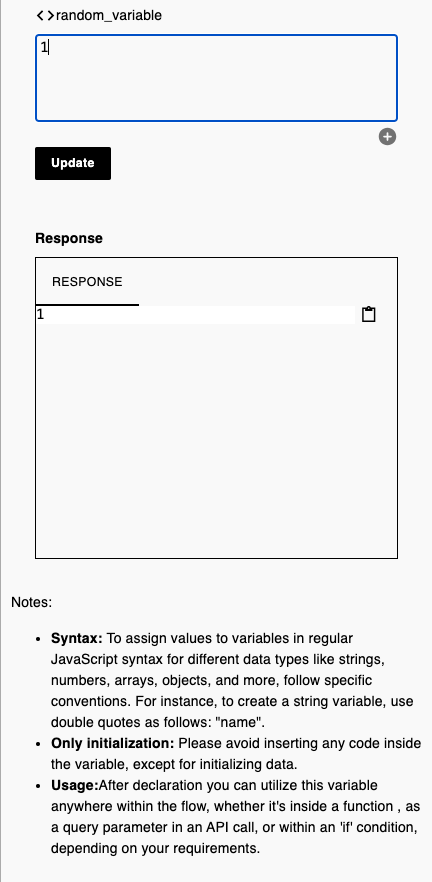 <>random_variable
1
Update
Response
RESPONSE
1
Notes:
• Syntax: To assign values to variables in regular
JavaScript syntax for different data types like strings,
numbers, arrays, objects, and more, follow specific
conventions. For instance, to create a string variable, use
double quotes as follows: "name".
• Only initialization: Please avoid inserting any code inside
the variable, except for initializing data.
• Usage:After declaration you can utilize this variable
anywhere within the flow, whether it's inside a function , as
a query parameter in an API call, or within an 'if' condition,
depending on your requirements.